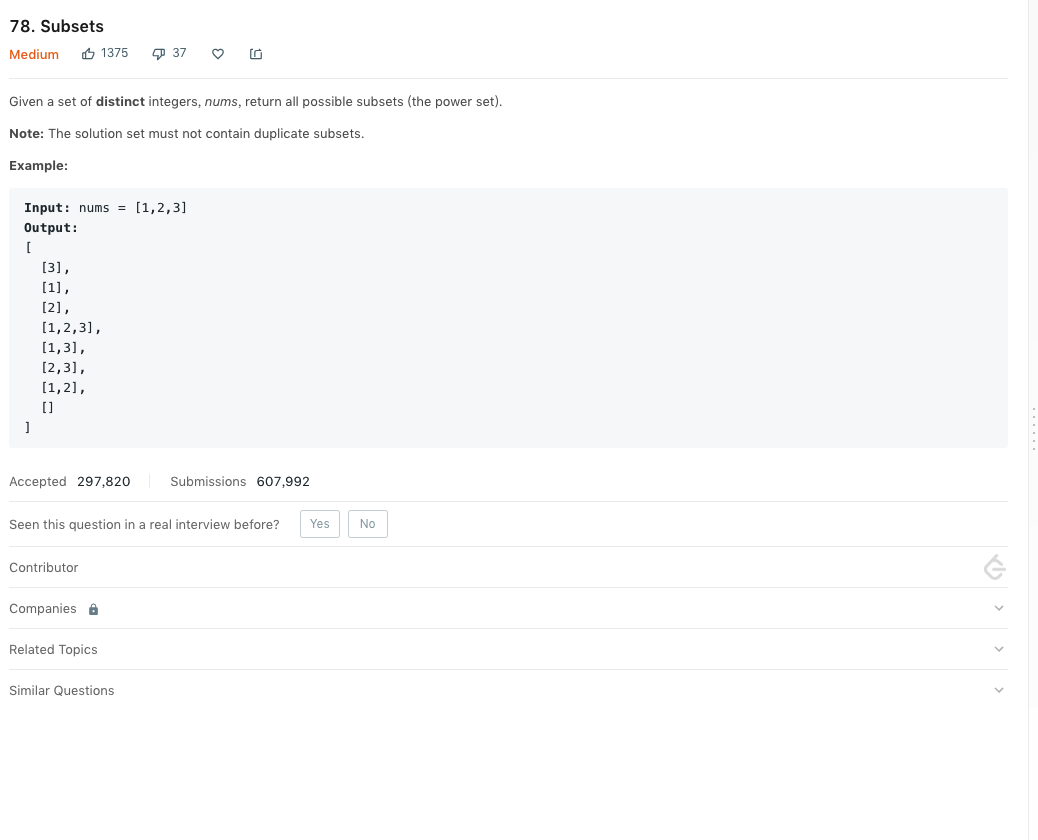 78. Subsets
Medium 1375 37
Given a set of distinct integers, nums, return all possible subsets (the power set).
Note: The solution set must not contain duplicate subsets.
Example:
Input: nums = [1,2,3]
Output:
[
  [3],
  [1],
  [2],
  [1,2,3],
  [1,3],
  [2,3],
  [1,2],
  []
]
Accepted 297,820 Submissions 607,992
Seen this question in a real interview before? Yes No
Contributor
Companies
Related Topics
Similar Questions